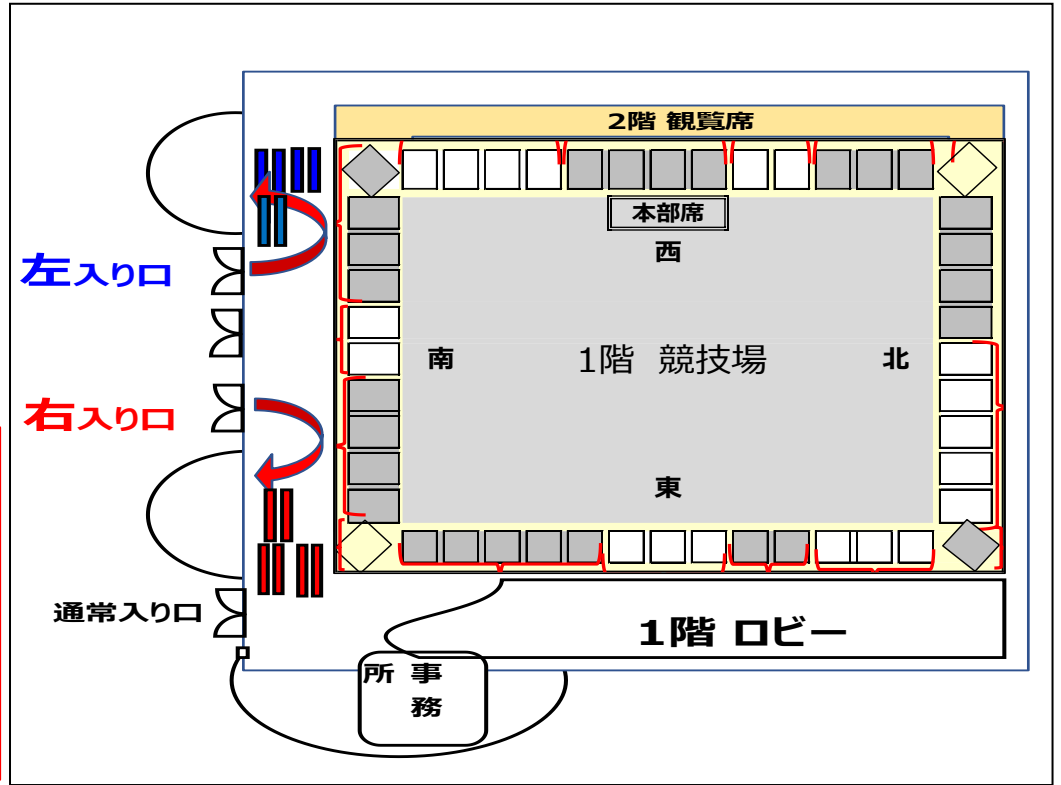 2階 観覧席
本部席
西
左入り口
南
1階 競技場
北
右入り口
東
通常入り口
1階 ロビー
所 事
務